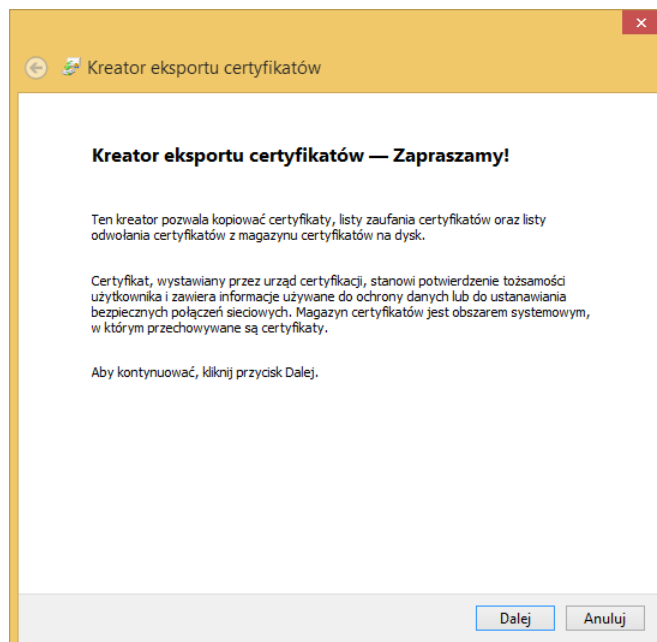 Kreator eksportu certyfikatów
Kreator eksportu certyfikatów — Zapraszamy!
Ten kreator pozwala kopiować certyfikaty, listy zaufania certyfikatów oraz listy
odwołania certyfikatów z magazynu certyfikatów na dysk.
Certyfikat, wystawiany przez urząd certyfikacji, stanowi potwierdzenie tożsamości
użytkownika i zawiera informacje używane do ochrony danych lub do ustanawiania
bezpiecznych połączeń sieciowych. Magazyn certyfikatów jest obszarem systemowym,
w którym przechowywane są certyfikaty.
Aby kontynuować, kliknij przycisk Dalej.
Dalej
Anuluj